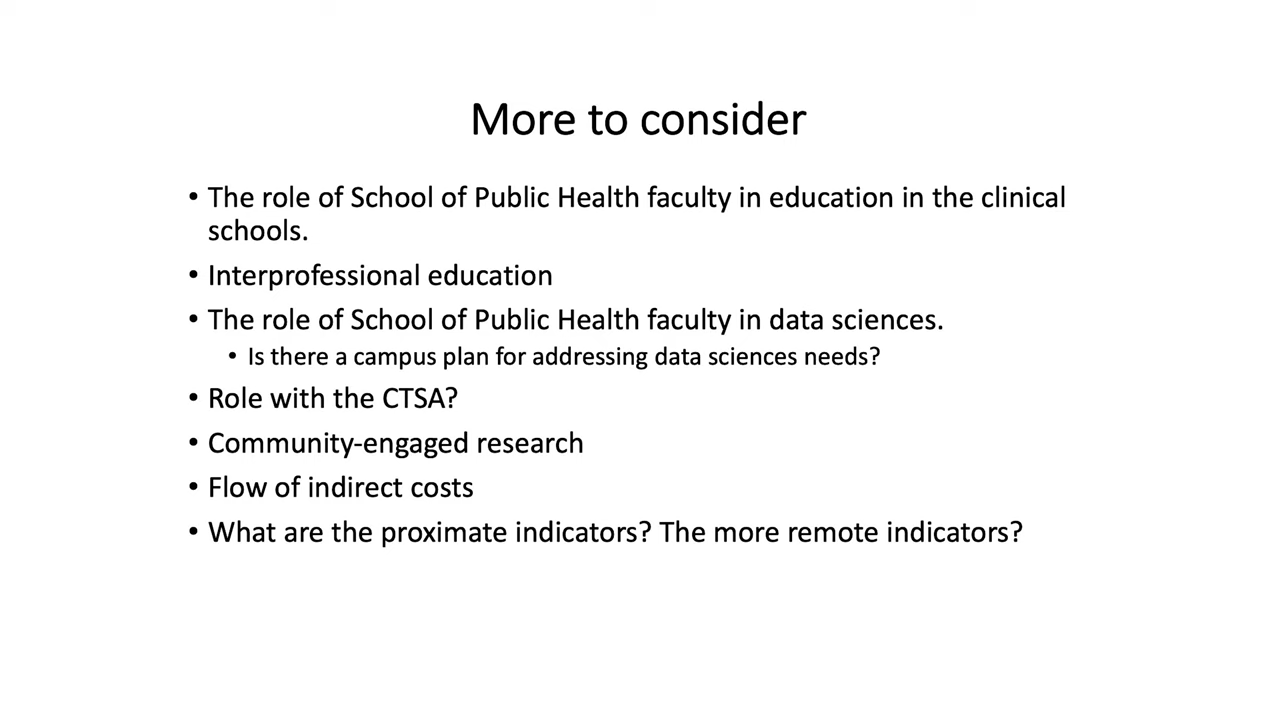 More to consider
• The role of School of Public Health faculty in education in the clinical
schools.
• Interprofessional education
• The role of School of Public Health faculty in data sciences.
• Is there a campus plan for addressing data sciences needs?
• Role with the CTSA?
• Community-engaged research
• Flow of indirect costs
• What are the proximate indicators? The more remote indicators?